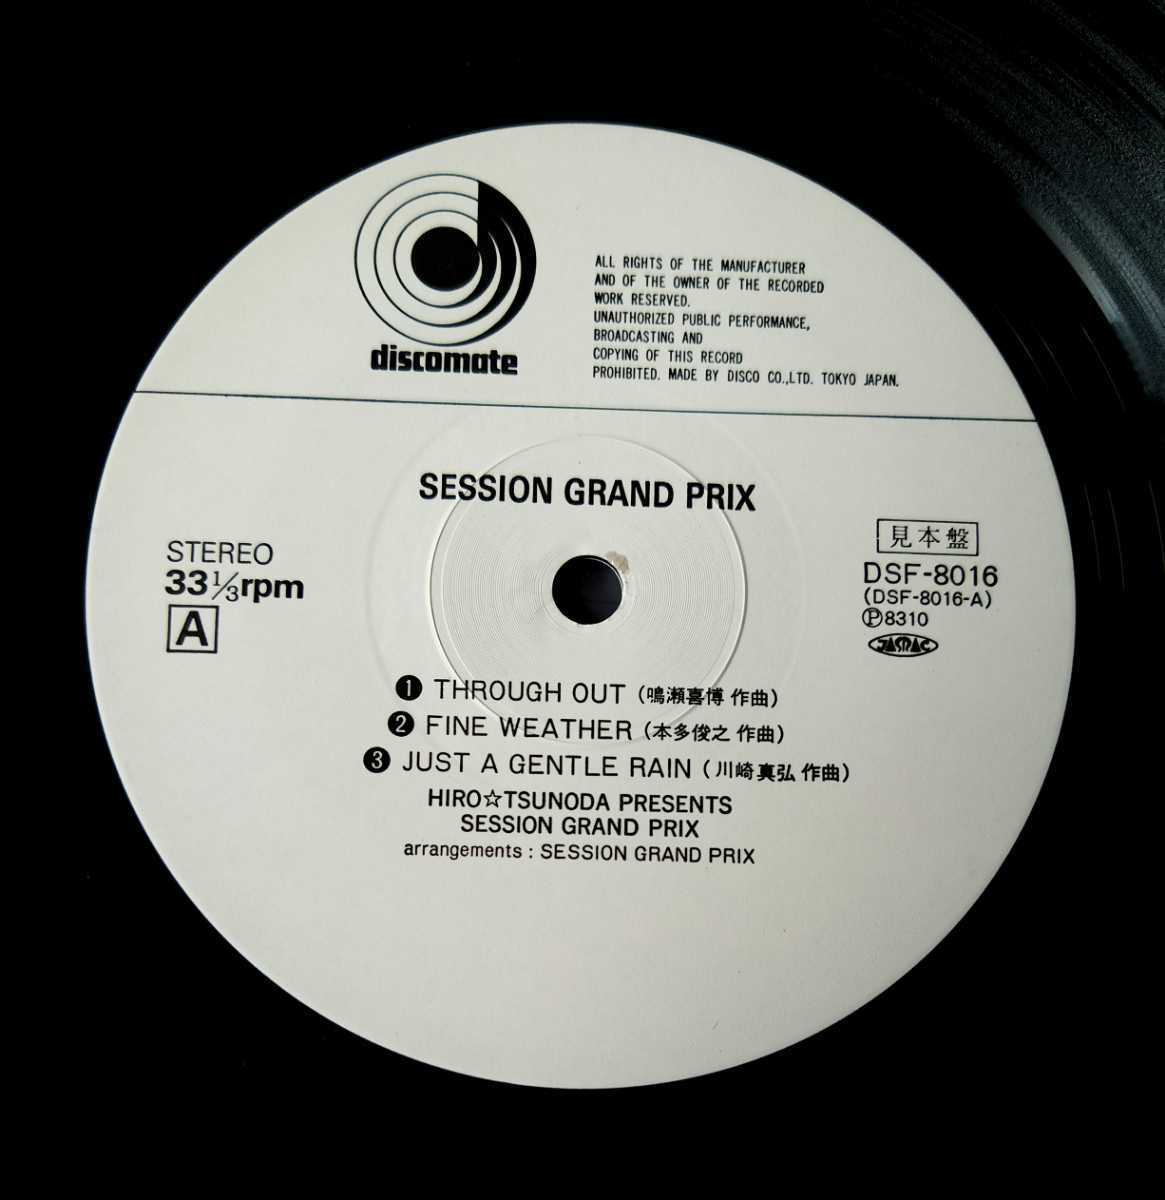 discomate
ALL RIGHTS OF THE MANUFACTURER
AND OF THE OWNER OF THE RECORDED
WORK RESERVED.
UNAUTHORIZED PUBLIC PERFORMANCE,
BROADCASTING AND
COPYING OF THIS RECORD
PROHIBITED. MADE BY DISCO CO.,LTD. TOKYO JAPAN.
SESSION GRAND PRIX
STEREO
33⅓rpm
A
見本盤
DSF-8016
(DSF-8016-A)
Ⓟ8310
JASRAC
❶ THROUGH OUT (鳴瀬喜博 作曲)
❷ FINE WEATHER (本多俊之 作曲)
❸ JUST A GENTLE RAIN (川崎真弘 作曲)
HIRO☆TSUNODA PRESENTS
SESSION GRAND PRIX
arrangements : SESSION GRAND PRIX